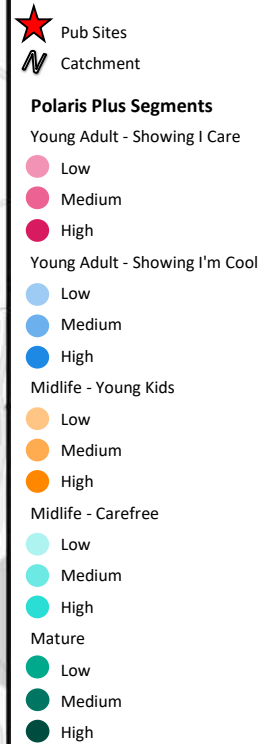 Pub Sites
Catchment
Polaris Plus Segments
Young Adult - Showing I Care
Low
Medium
High
Young Adult - Showing I'm Cool
Low
Medium
High
Midlife - Young Kids
Low
Medium
High
Midlife - Carefree
Low
Medium
High
Mature
Low
Medium
High